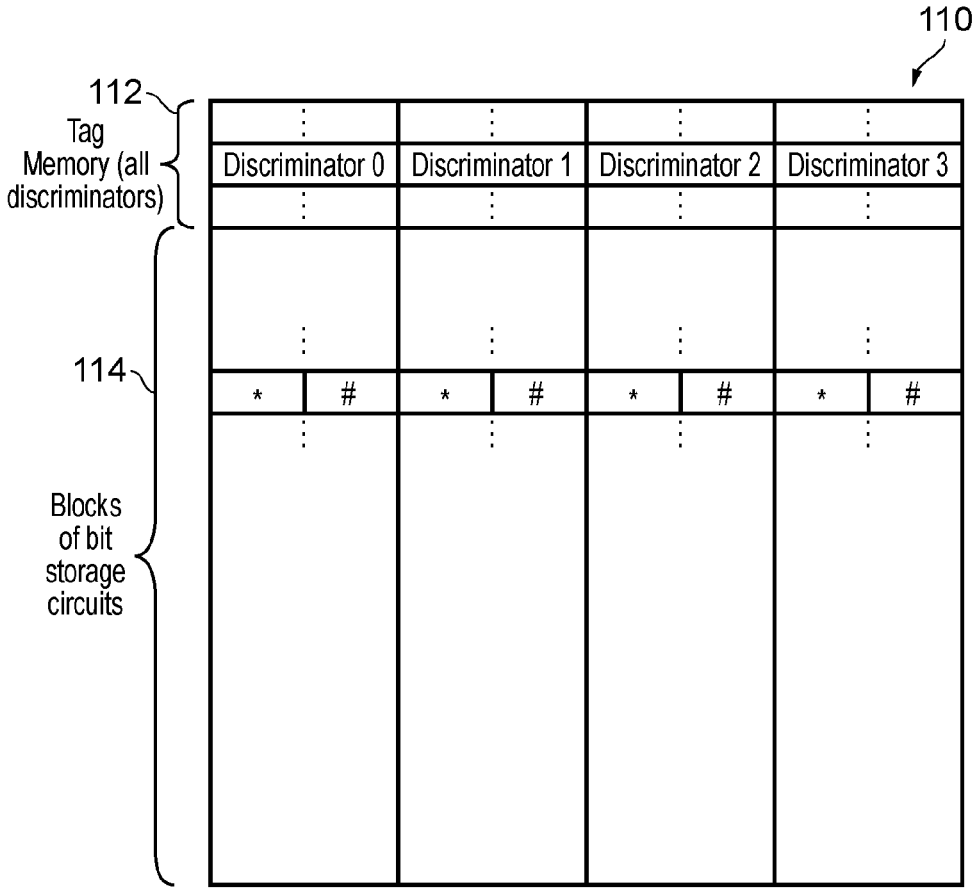 110
112
Tag
Memory (all
discriminators)
Discriminator 0 Discriminator 1 Discriminator 2 Discriminator 3
114
* # * # * # * #
Blocks
of bit
storage
circuits